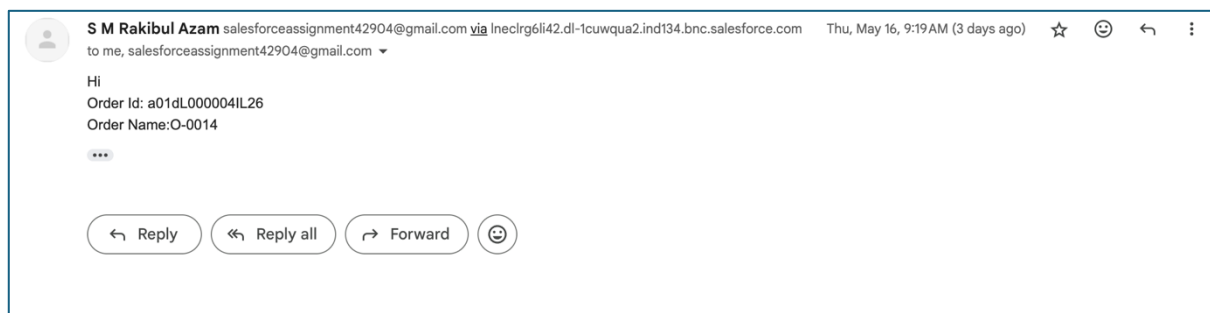 S M Rakibul Azam salesforceassignment42904@gmail.com via lneclrg6li42.dl-1cuwqua2.ind134.bnc.salesforce.com Thu, May 16, 9:19 AM (3 days ago)
to me, salesforceassignment42904@gmail.com
Hi
Order Id: a01dL000004IL26
Order Name:O-0014
Reply Reply all Forward